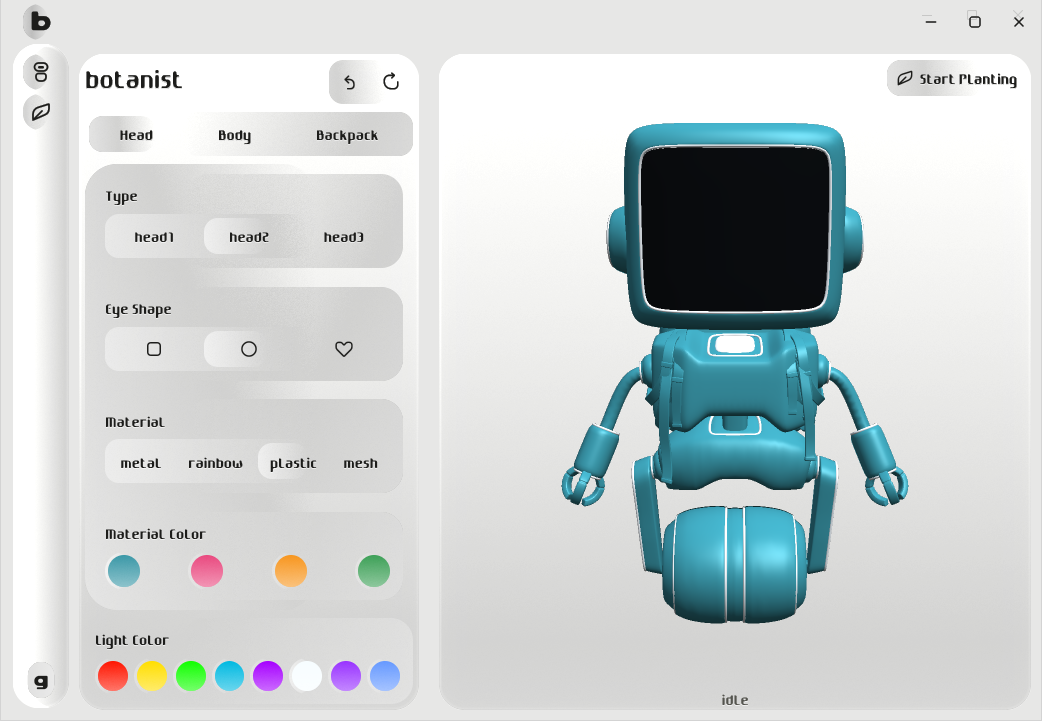 b
botanist
Start Planting
Head Body Backpack
Type
head1 head2 head3
Eye Shape
Material
metal rainbow plastic mesh
Material Color
Light Color
g
idle